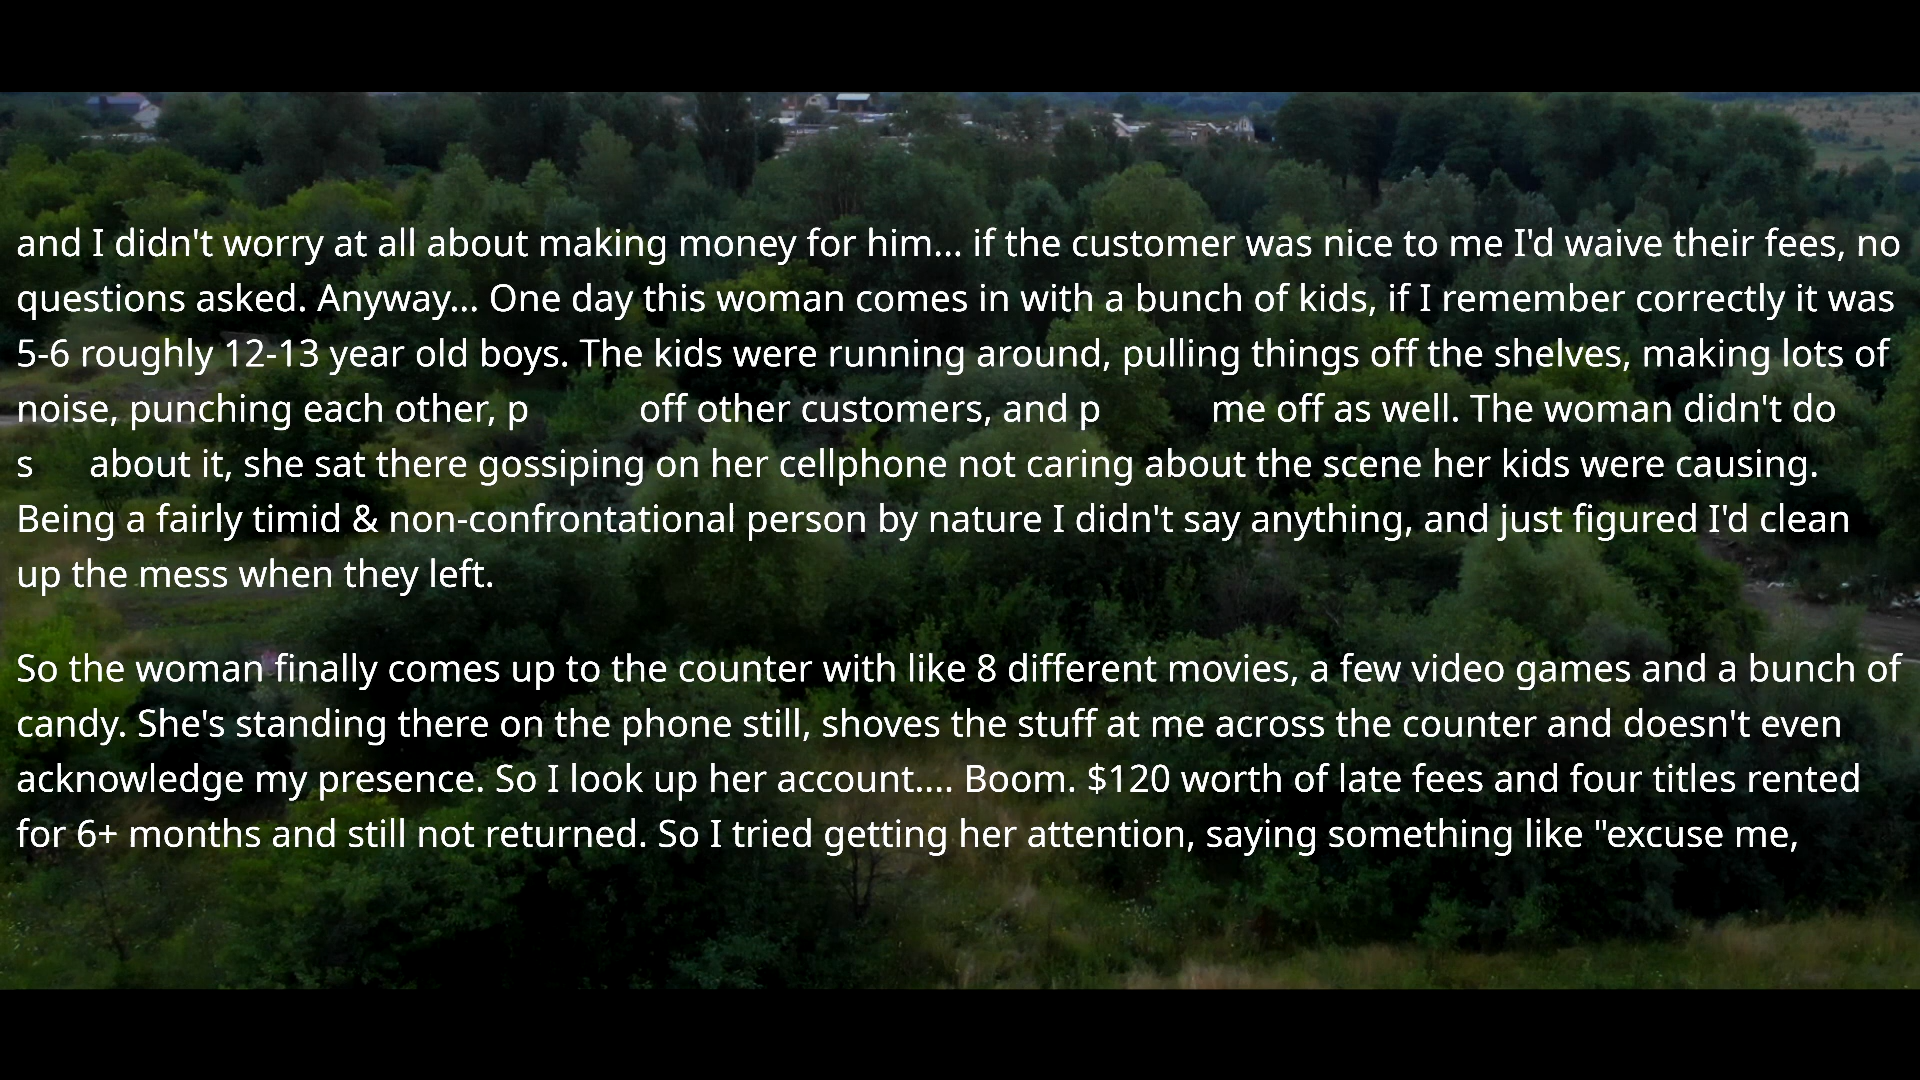 and I didn't worry at all about making money for him... if the customer was nice to me I'd waive their fees, no
questions asked. Anyway... One day this woman comes in with a bunch of kids, if I remember correctly it was
5-6 roughly 12-13 year old boys. The kids were running around, pulling things off the shelves, making lots of
noise, punching each other, p off other customers, and p me off as well. The woman didn't do
s about it, she sat there gossiping on her cellphone not caring about the scene her kids were causing.
Being a fairly timid & non-confrontational person by nature I didn't say anything, and just figured I'd clean
up the mess when they left.
So the woman finally comes up to the counter with like 8 different movies, a few video games and a bunch of
candy. She's standing there on the phone still, shoves the stuff at me across the counter and doesn't even
acknowledge my presence. So I look up her account.... Boom. $120 worth of late fees and four titles rented
for 6+ months and still not returned. So I tried getting her attention, saying something like "excuse me,